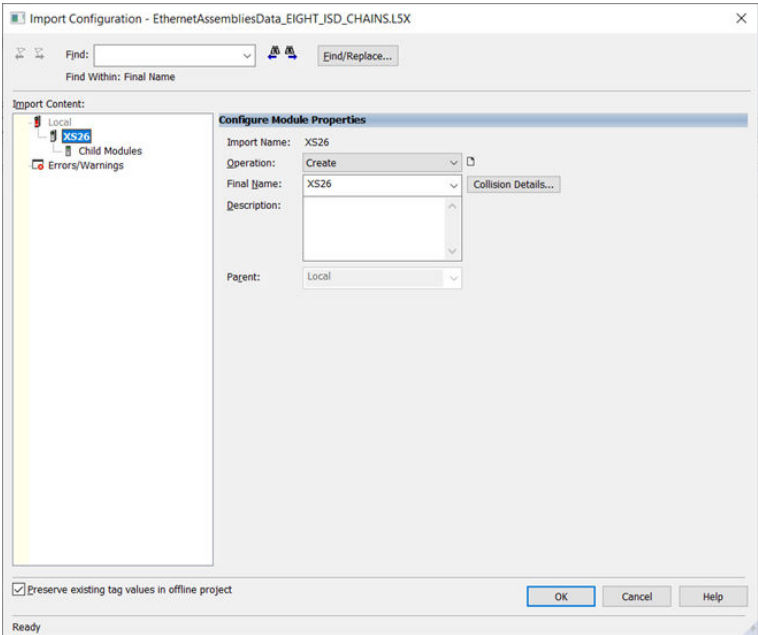 Import Configuration - EthernetAssembliesData_EIGHT_ISD_CHAINS.L5X
Find:
Find/Replace...
Find Within: Final Name
Import Content:
Local
XS26
Child Modules
Errors/Warnings
Configure Module Properties
Import Name: XS26
Operation: Create
Final Name: XS26 Collision Details...
Description:
Parent: Local
Preserve existing tag values in offline project
OK Cancel Help
Ready